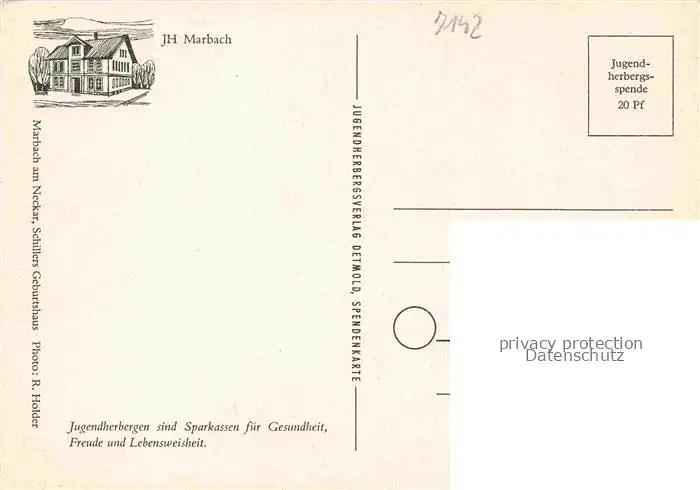 JH Marbach
7142
Jugend-
herbergs-
spende
20 Pf
Marbach am Neckar, Schillers Geburtshaus Photo: R. Holder
JUGENDHERBERGSVERLAG DETMOLD, SPENDENKARTE
privacy protection
Datenschutz
Jugendherbergen sind Sparkassen für Gesundheit,
Freude und Lebensweisheit.